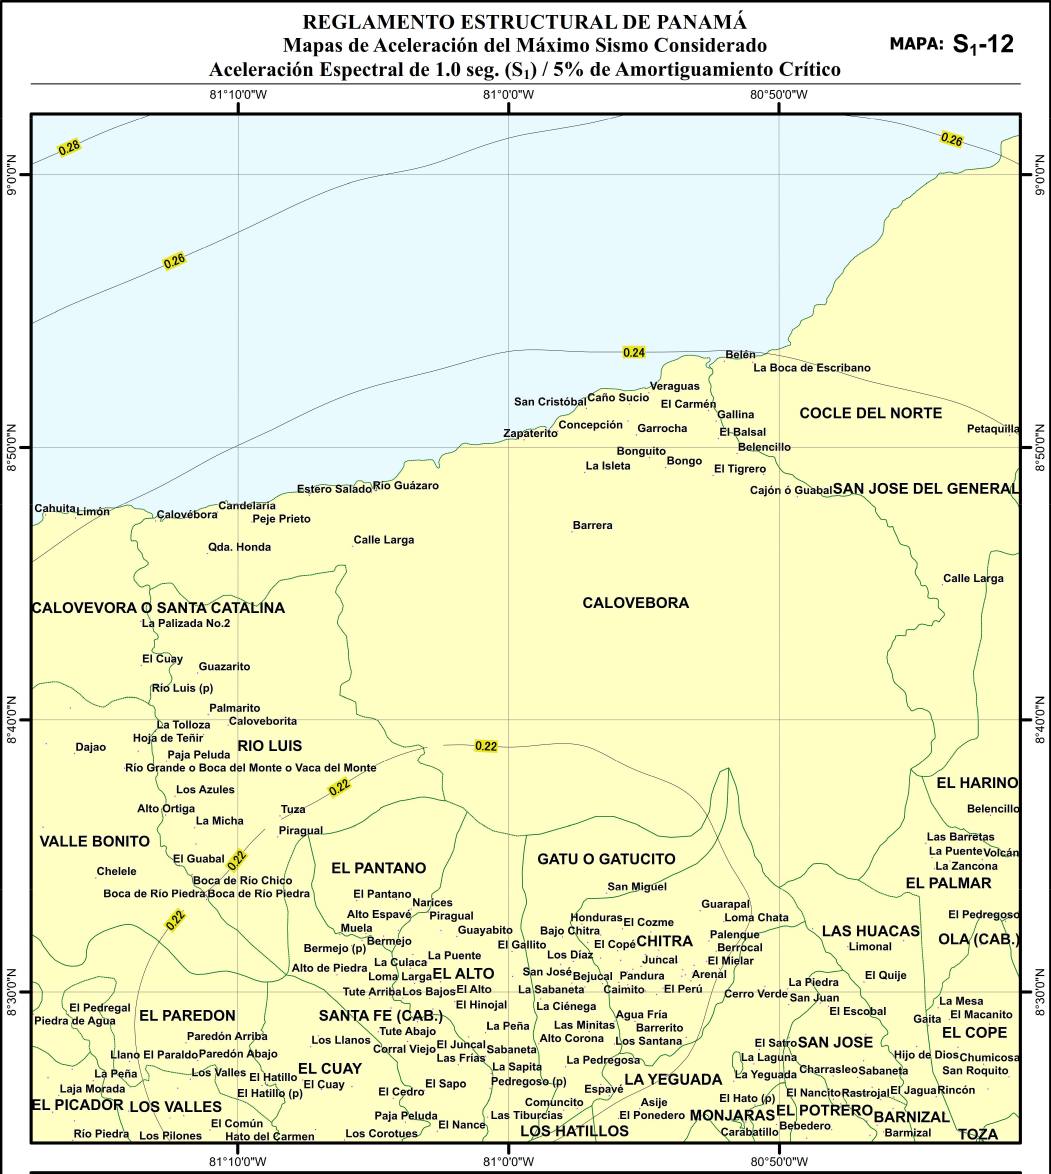 REGLAMENTO ESTRUCTURAL DE PANAMÁ
Mapas de Aceleración del Máximo Sismo Considerado
MAPA: S₁-12
Aceleración Espectral de 1.0 seg. (S₁) / 5% de Amortiguamiento Crítico
81°10'0"W 81°0'0"W 80°50'0"W
0.28 0.26
9°0'0"N 9°0'0"N
0.26
0.24 Belén
La Boca de Escribano
Veraguas
San Cristóbal Caño Sucio El Carmén
Gallina COCLE DEL NORTE
Zapaterito Concepción Garrocha El Balsal Petaquilla
8°50'0"N Belencillo 8°50'0"N
Bonguito
La Isleta Bongo El Tigrero
Estero Salado Río Guázaro Cajón ó Guabal SAN JOSE DEL GENERAL
Cahuita Limón Calovébora Candelaria
Peje Prieto
Barrera
Qda. Honda Calle Larga
Calle Larga
CALOVEVORA O SANTA CATALINA CALOVEBORA
La Palizada No.2
El Cuay Guazarito
Río Luis (p)
Palmarito
8°40'0"N La Tolloza Caloveborita 8°40'0"N
Hoja de Teñir
Dajao Paja Peluda RIO LUIS 0.22
Río Grande o Boca del Monte o Vaca del Monte
Los Azules 0.22 EL HARINO
Alto Ortiga Tuza Belencillo
La Micha Piragual
VALLE BONITO Las Barretas
El Guabal 0.22 La Puente Volcán
Chelele EL PANTANO GATU O GATUCITO La Zancona
Boca de Río Chico San Miguel EL PALMAR
Boca de Río Piedra Boca de Río Piedra El Pantano
Narices Guarapal
0.22 Alto Espavé Piragual Honduras El Cozme Loma Chata El Pedregoso
Muela Guayabito Bajo Chitra Palenque LAS HUACAS
Bermejo (p) Bermejo El Gallito El Copé CHITRA Berrocal Limonal OLA (CAB.)
La Culaca La Puente Los Díaz Juncal El Mielar
Alto de Piedra Loma Larga EL ALTO San José Bejucal Pandura Arenal El Quije
8°30'0"N Tute Arriba Los Bajos El Alto La Sabaneta Caimito El Perú Cerro Verde La Piedra 8°30'0"N
San Juan La Mesa
El Pedregal El Hinojal La Ciénega El Escobal
Piedra de Agua EL PAREDON SANTA FE (CAB.) Agua Fría Gaita El Macanito
Tute Abajo La Peña Las Minitas Barrerito EL COPE
Paredón Arriba Los Llanos El Juncal Alto Corona Los Santana El Satro SAN JOSE
Corral Viejo Sabaneta
Llano El Paraldo Paredón Abajo Las Frías La Pedregosa La Laguna Hijo de Dios Chumicosa
La Peña Los Valles EL CUAY La Sapita Charrasleo Sabaneta San Roquito
El Hatillo El Cuay El Sapo Pedregoso (p) LA YEGUADA La Yeguada
Laja Morada El Hatillo (p) El Cedro Espavé El Hato (p) El Nancito Rastrojal El Jagua Rincón
EL PICADOR LOS VALLES Comuncito Asije
Paja Peluda Las Tiburcias El Ponedero MONJARAS EL POTRERO BARNIZAL
El Común El Nance Bebedero
Río Piedra Los Pilones Hato del Carmen Los Corotues LOS HATILLOS Carabatillo Barmizal TOZA
81°10'0"W 81°0'0"W 80°50'0"W